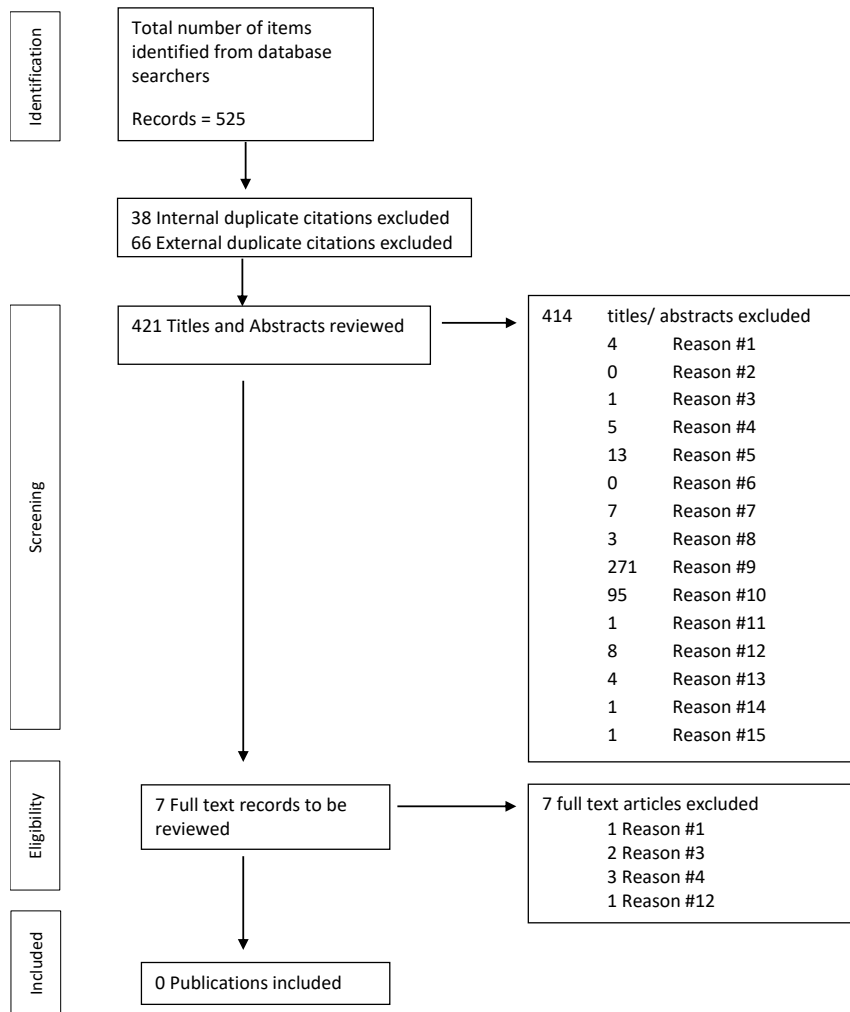 Identification
Total number of items
identified from database
searchers
Records = 525
38 Internal duplicate citations excluded
66 External duplicate citations excluded
Screening
421 Titles and Abstracts reviewed
414 titles/ abstracts excluded
4 Reason #1
0 Reason #2
1 Reason #3
5 Reason #4
13 Reason #5
0 Reason #6
7 Reason #7
3 Reason #8
271 Reason #9
95 Reason #10
1 Reason #11
8 Reason #12
4 Reason #13
1 Reason #14
1 Reason #15
Eligibility
7 Full text records to be
reviewed
7 full text articles excluded
1 Reason #1
2 Reason #3
3 Reason #4
1 Reason #12
Included
0 Publications included